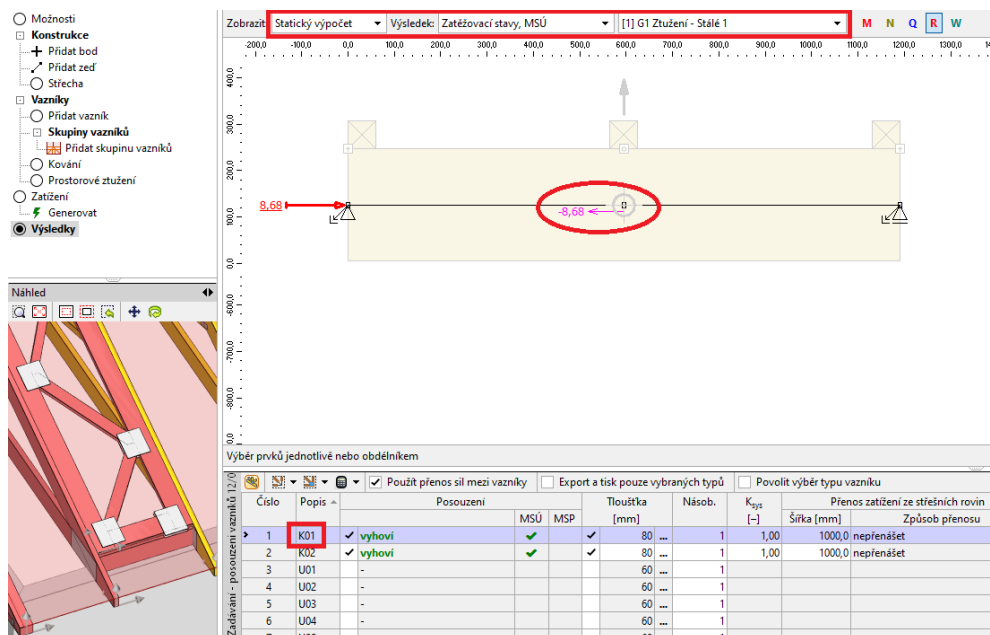 Možnosti
Konstrukce
Přidat bod
Přidat zeď
Střecha
Vazníky
Přidat vazník
Skupiny vazníků
Přidat skupinu vazníků
Kování
Prostorové ztužení
Zatížení
Generovat
Výsledky
Náhled
Zobrazit: Statický výpočet Výsledek: Zatěžovací stavy, MSÚ [1] G1 Ztužení - Stálé 1 M N Q R W
-200,0 -100,0 0,0 100,0 200,0 300,0 400,0 500,0 600,0 700,0 800,0 900,0 1000,0 1100,0 1200,0 1300,0
400,0
300,0
200,0
100,0
0,0
8,68
-8,68
Výběr prvků jednotlivě nebo obdélníkem
Zadávání - posouzení vazníků 12/0
Použít přenos sil mezi vazníky Export a tisk pouze vybraných typů Povolit výběr typu vazníku
Číslo Popis Posouzení Tloušťka Násob. Ksys Přenos zatížení ze střešních rovin
MSÚ MSP [mm] [–] Šířka [mm] Způsob přenosu
1 K01 vyhoví 80 ... 1 1,00 1000,0 nepřenášet
2 K02 vyhoví 80 ... 1 1,00 1000,0 nepřenášet
3 U01 - 60 ... 1
4 U02 - 60 ... 1
5 U03 - 60 ... 1
6 U04 - 60 ... 1